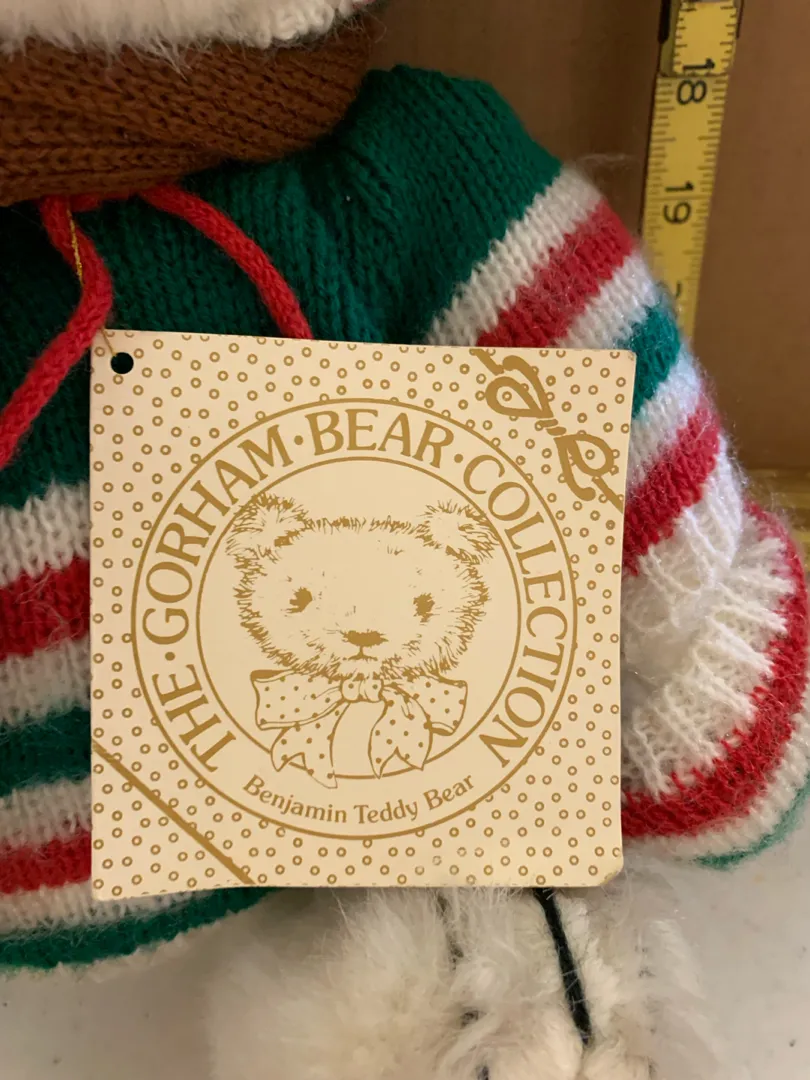 18
19
THE·GORHAM·BEAR·COLLECTION
Benjamin Teddy Bear